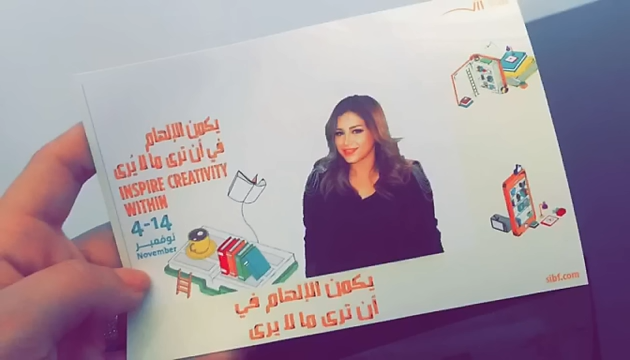 يكمن الإلهام
في أن ترى ما لا يُرى
INSPIRE CREATIVITY
WITHIN
4-14
نوفمبر
November
يكمن الإلهام في
أن ترى ما لا يرى
sibf.com